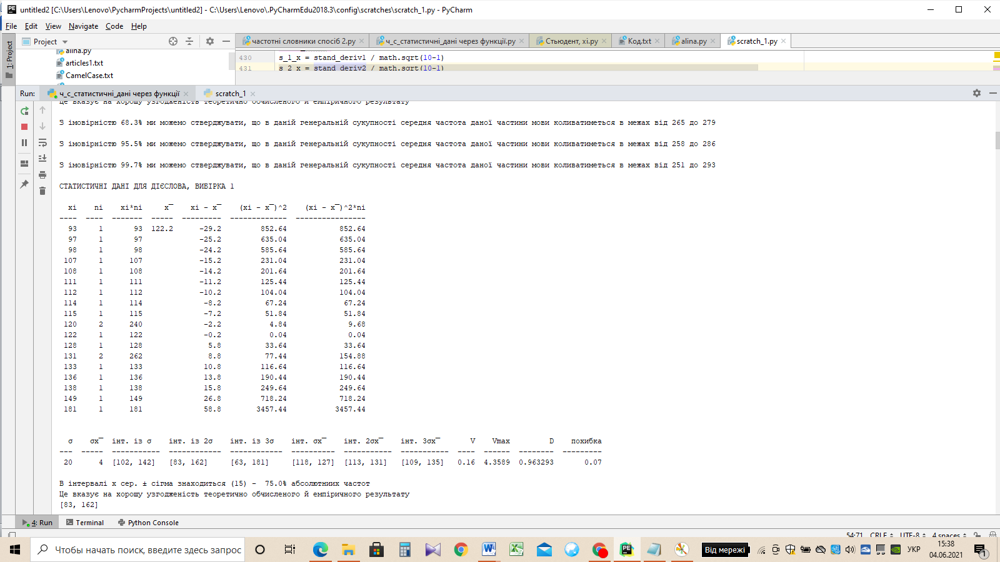 untitled2 [C:\Users\Lenovo\PycharmProjects\untitled2] - C:\Users\Lenovo\.PyCharmEdu2018.3\config\scratches\scratch_1.py - PyCharm
File Edit View Navigate Code Help
Project частотні словники спосіб 2.py ч_с_статистичні_дані через функції.py Стьюдент, хі.py Код.txt alina.py scratch_1.py
1: Project
alina.py
articles1.txt
CamelCase.txt
430 s_1_x = stand_deriv1 / math.sqrt(10-1)
431 s_2_x = stand_deriv2 / math.sqrt(10-1)
Run: ч_с_статистичні_дані через функції scratch_1
Це вказує на хорошу узгодженість теоретично обчисленого й емпіричного результату
З імовірністю 68.3% ми можемо стверджувати, що в даній генеральній сукупності середня частота даної частини мови коливатиметься в межах від 265 до 279
З імовірністю 95.5% ми можемо стверджувати, що в даній генеральній сукупності середня частота даної частини мови коливатиметься в межах від 258 до 286
З імовірністю 99.7% ми можемо стверджувати, що в даній генеральній сукупності середня частота даної частини мови коливатиметься в межах від 251 до 293
СТАТИСТИЧНІ ДАНІ ДЛЯ ДІЄСЛОВА, ВИБІРКА 1
xi ni xi*ni x‾ xi - x‾ (xi - x‾)^2 (xi - x‾)^2*ni
---- ---- ------- ----- --------- ------------- ----------------
93 1 93 122.2 -29.2 852.64 852.64
97 1 97 -25.2 635.04 635.04
98 1 98 -24.2 585.64 585.64
107 1 107 -15.2 231.04 231.04
108 1 108 -14.2 201.64 201.64
111 1 111 -11.2 125.44 125.44
112 1 112 -10.2 104.04 104.04
114 1 114 -8.2 67.24 67.24
115 1 115 -7.2 51.84 51.84
120 2 240 -2.2 4.84 9.68
122 1 122 -0.2 0.04 0.04
128 1 128 5.8 33.64 33.64
131 2 262 8.8 77.44 154.88
133 1 133 10.8 116.64 116.64
136 1 136 13.8 190.44 190.44
138 1 138 15.8 249.64 249.64
149 1 149 26.8 718.24 718.24
181 1 181 58.8 3457.44 3457.44
σ σx‾ інт. із σ інт. із 2σ інт. із 3σ інт. σx‾ інт. 2σx‾ інт. 3σx‾ V Vmax D похибка
--- ----- ----------- ------------ ------------ ---------- ----------- ----------- ---- ------ -------- ---------
20 4 [102, 142] [83, 162] [63, 181] [118, 127] [113, 131] [109, 135] 0.16 4.3589 0.963293 0.07
В інтервалі x сер. ± сігма знаходиться (15) - 75.0% абсолютниих частот
Це вказує на хорошу узгодженість теоретично обчисленого й емпіричного результату
[83, 162]
4: Run Terminal Python Console
54:71 CRLF UTF-8 4 spaces
Чтобы начать поиск, введите здесь запрос
Від мережі
УКР
15:38
04.06.2021
1